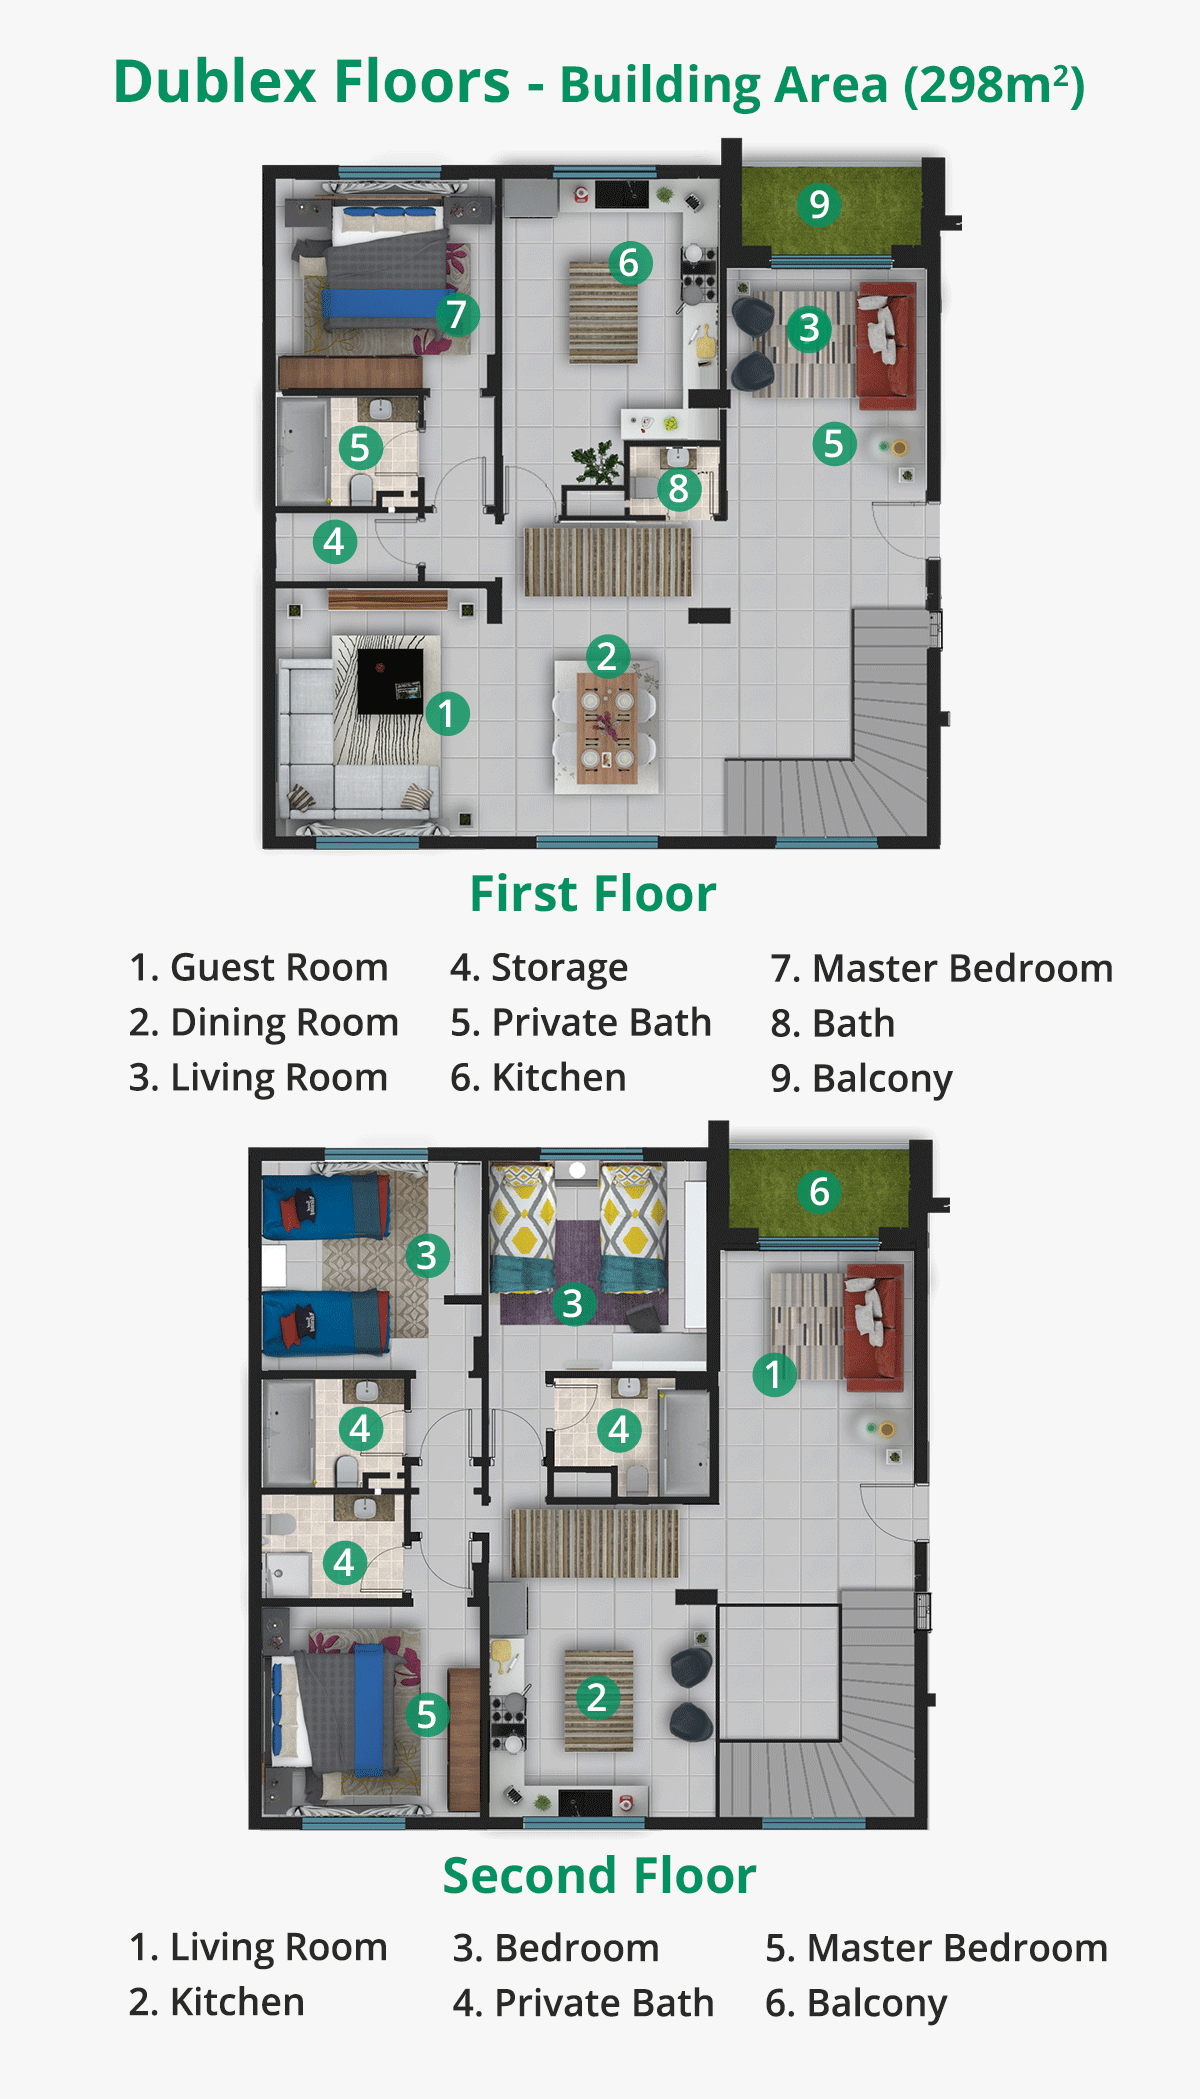 Dublex Floors - Building Area (298m²)
9
6
7
3
5
5
8
4
2
1
First Floor
1. Guest Room
2. Dining Room
3. Living Room
4. Storage
5. Private Bath
6. Kitchen
7. Master Bedroom
8. Bath
9. Balcony
6
3
3
1
4
4
4
2
5
Second Floor
1. Living Room
2. Kitchen
3. Bedroom
4. Private Bath
5. Master Bedroom
6. Balcony